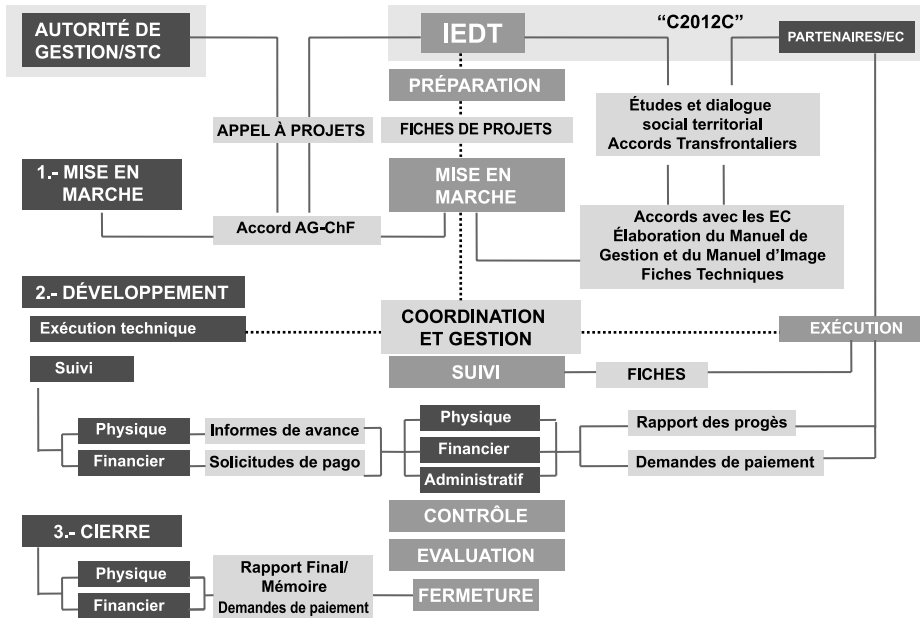 AUTORITÉ DE
GESTION/STC
IEDT
“C2012C”
PARTENAIRES/EC
PRÉPARATION
APPEL À PROJETS
FICHES DE PROJETS
Études et dialogue
social territorial
Accords Transfrontaliers
1.- MISE EN
MARCHE
MISE EN
MARCHE
Accord AG-ChF
Accords avec les EC
Élaboration du Manuel de
Gestion et du Manuel d’Image
Fiches Techniques
2.- DÉVELOPPEMENT
Exécution technique
COORDINATION
ET GESTION
EXÉCUTION
Suivi
SUIVI
FICHES
Physique
Informes de avance
Financier
Solicitudes de pago
Physique
Financier
Administratif
Rapport des progès
Demandes de paiement
CONTRÔLE
3.- CIERRE
EVALUATION
Physique
Financier
Rapport Final/
Mémoire
Demandes de paiement
FERMETURE